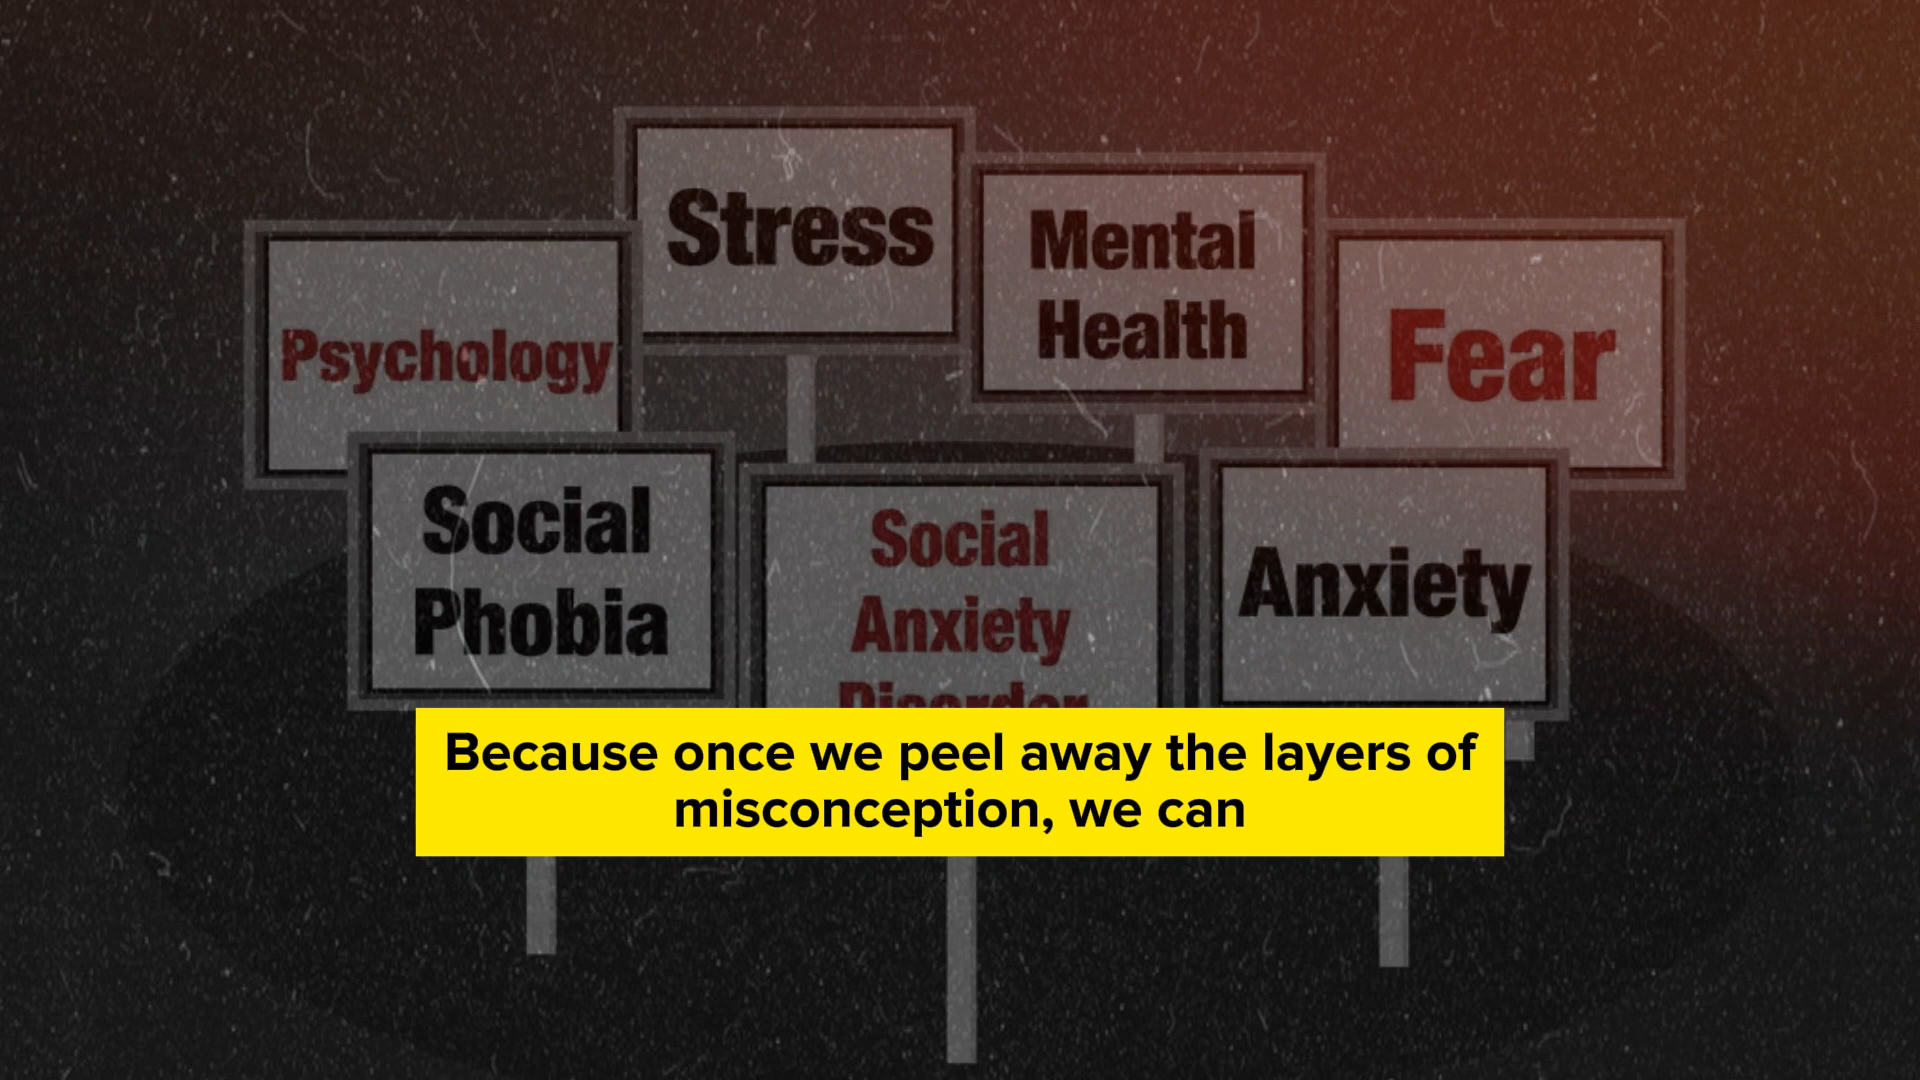 Stress
Mental
Health
Psychology
Fear
Social
Phobia
Social
Anxiety
Disorder
Anxiety
Because once we peel away the layers of
misconception, we can